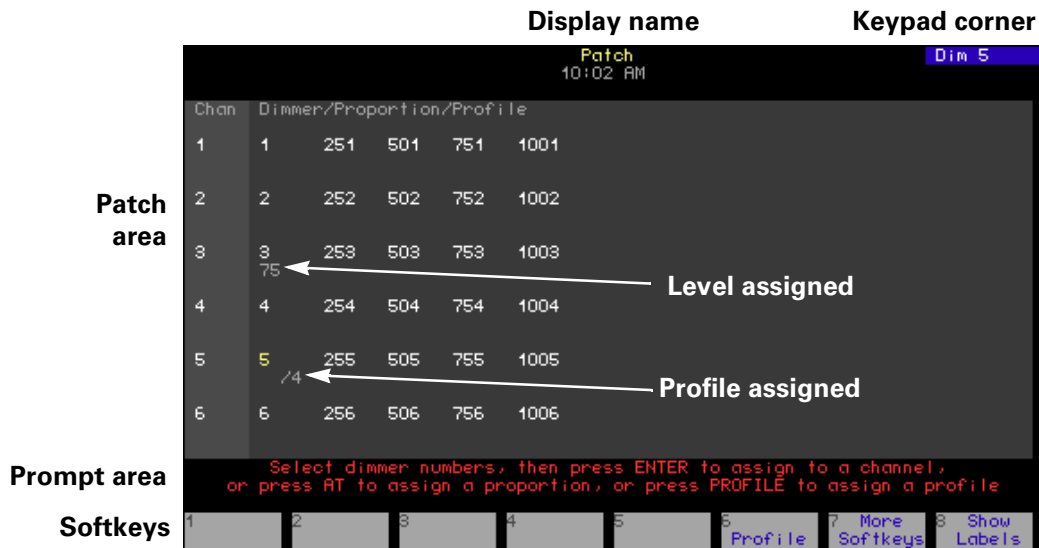 Display name
Keypad corner
Patch
10:02 AM
Dim 5
Chan Dimmer/Proportion/Profile
1 1 251 501 751 1001
Patch area
2 2 252 502 752 1002
3 3 253 503 753 1003
75
Level assigned
4 4 254 504 754 1004
5 5 255 505 755 1005
/4
Profile assigned
6 6 256 506 756 1006
Prompt area
Select dimmer numbers, then press ENTER to assign to a channel,
or press AT to assign a proportion, or press PROFILE to assign a profile
Softkeys
1 2 3 4 5 6 Profile 7 More Softkeys 8 Show Labels